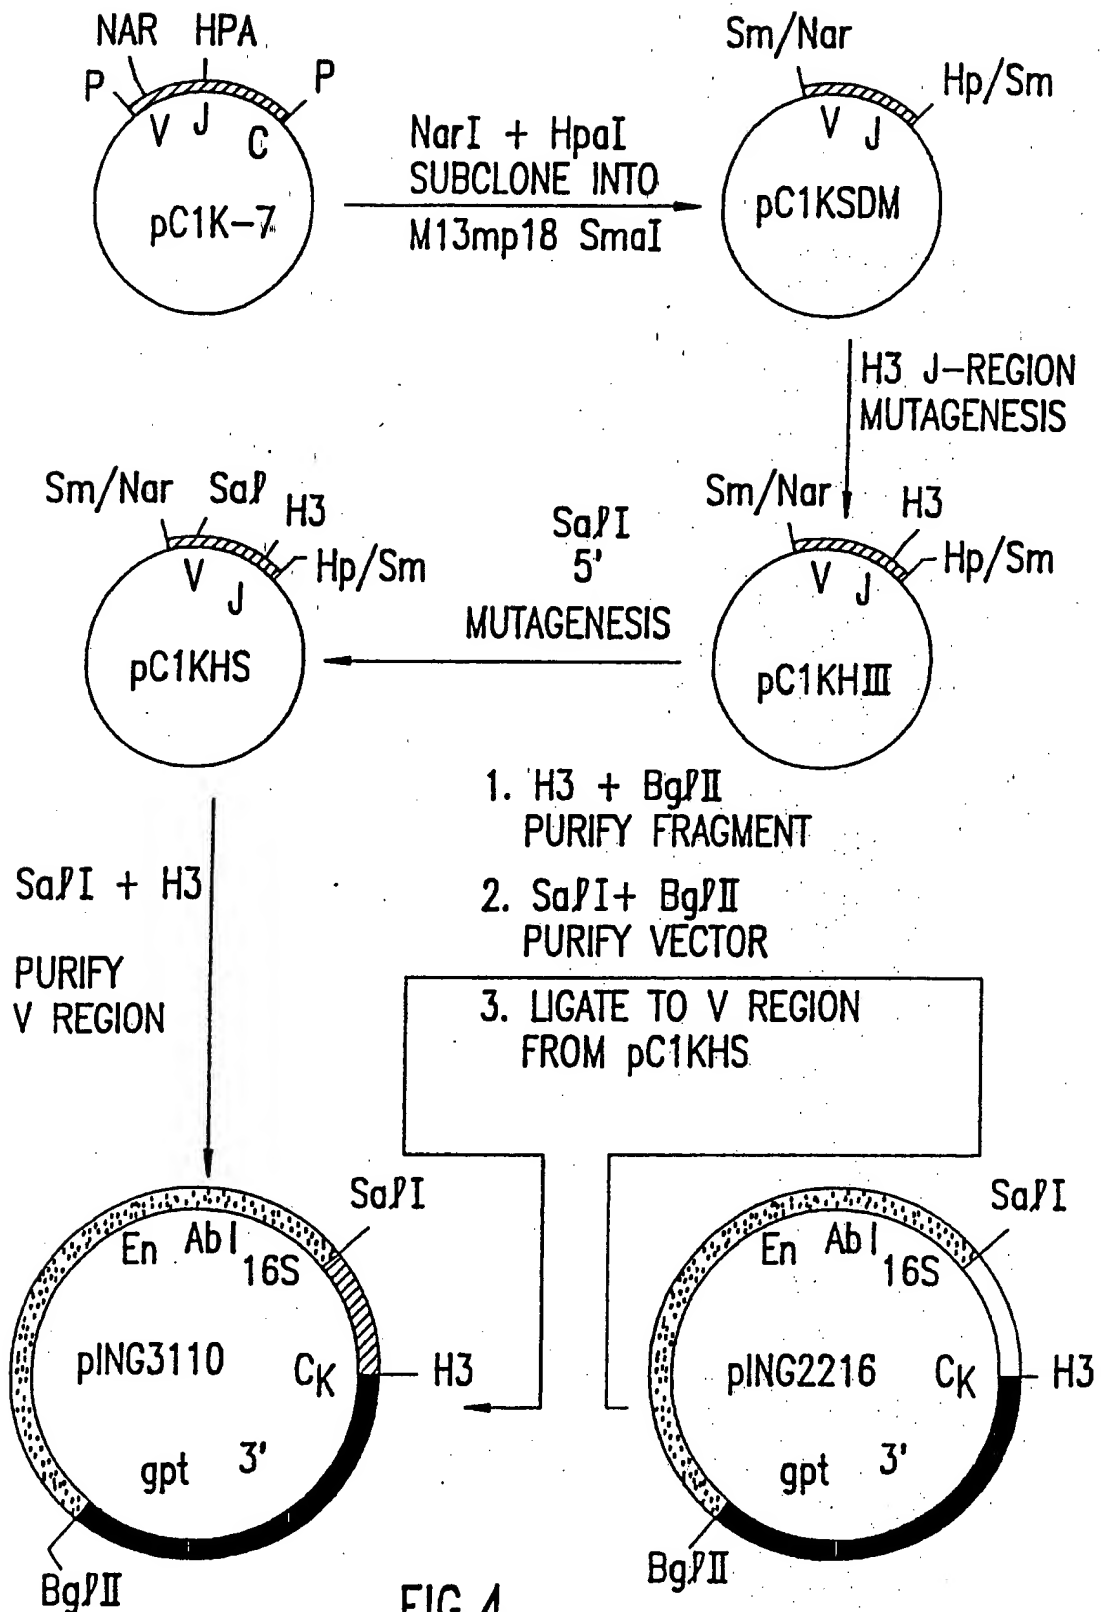 NAR HPA
P P
V J C
pC1K-7
NarI + HpaI
SUBCLONE INTO
M13mp18 SmaI
Sm/Nar
Hp/Sm
V J
pC1KSDM
H3 J-REGION
MUTAGENESIS
Sm/Nar H3
Hp/Sm
V J
pC1KHIII
SalI
5'
MUTAGENESIS
Sm/Nar Sal H3
Hp/Sm
V J
pC1KHS
SalI + H3
PURIFY
V REGION
1. H3 + BglII
PURIFY FRAGMENT
2. SalI+ BglII
PURIFY VECTOR
3. LIGATE TO V REGION
FROM pC1KHS
SalI
En AbI 16S
pING3110
CK H3
gpt 3'
BglII
SalI
En AbI 16S
pING2216
CK H3
gpt 3'
BglII
FIG.4